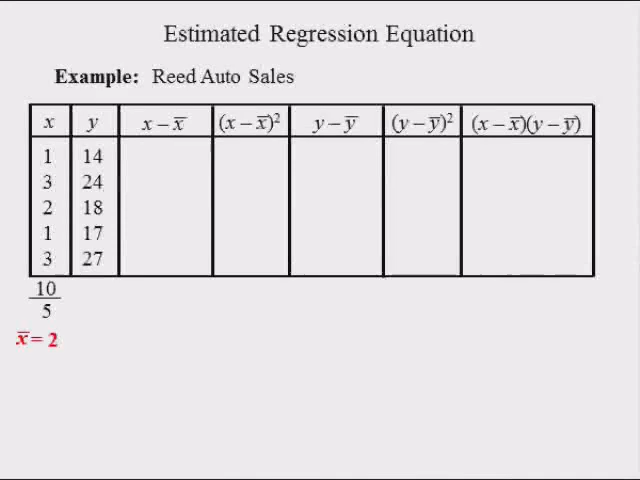 Estimated Regression Equation
Example: Reed Auto Sales
x y x – x̅ (x – x̅)² y – y̅ (y – y̅)² (x – x̅)(y – y̅)
1 14
3 24
2 18
1 17
3 27
10
5
x̅ = 2